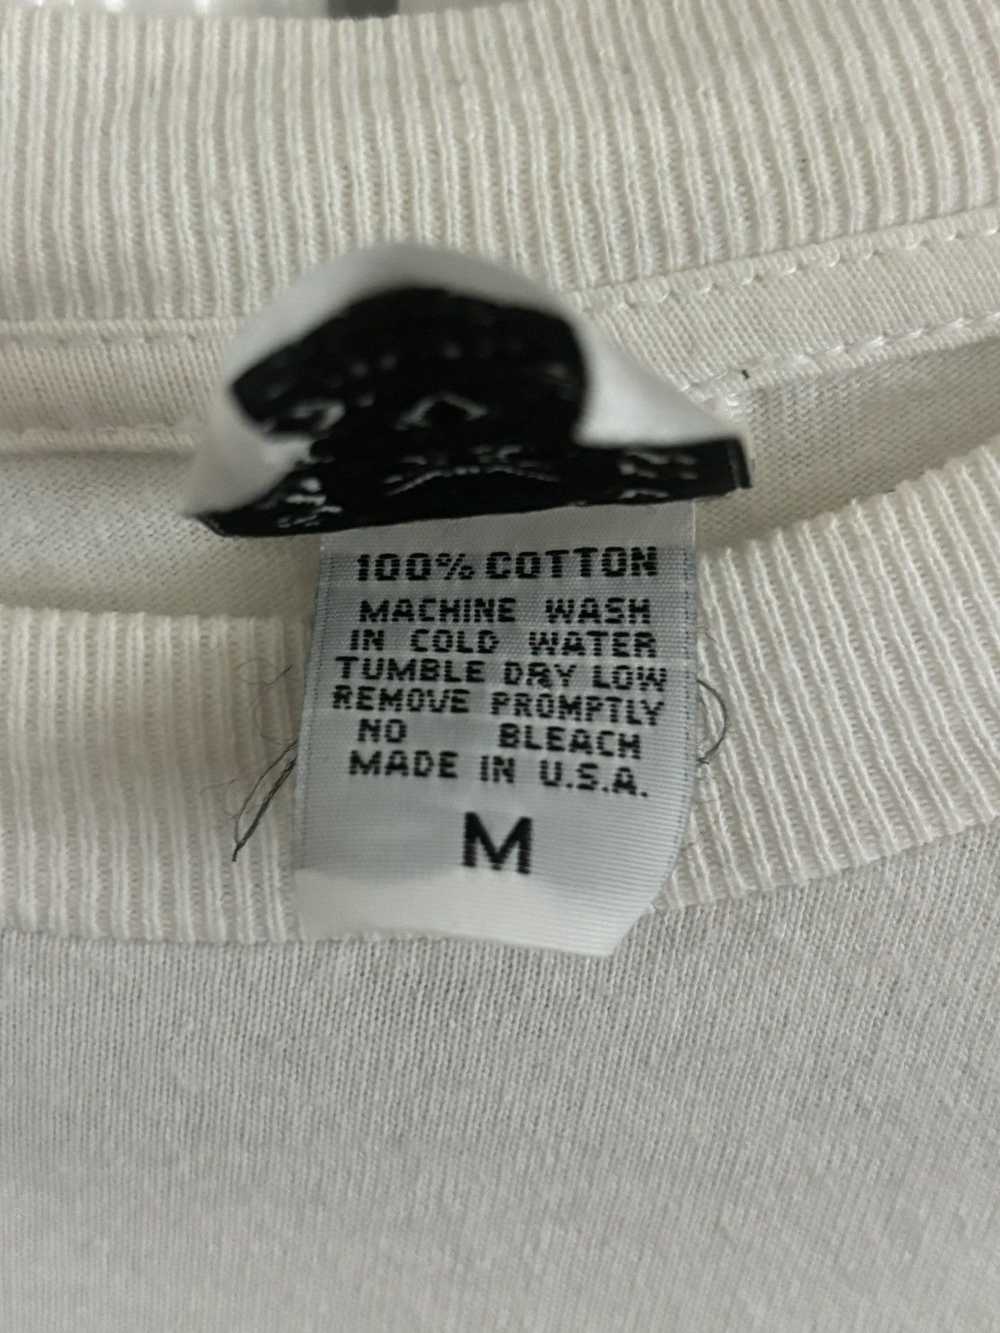 100% COTTON
MACHINE WASH
IN COLD WATER
TUMBLE DRY LOW
REMOVE PROMPTLY
NO BLEACH
MADE IN U.S.A.
M